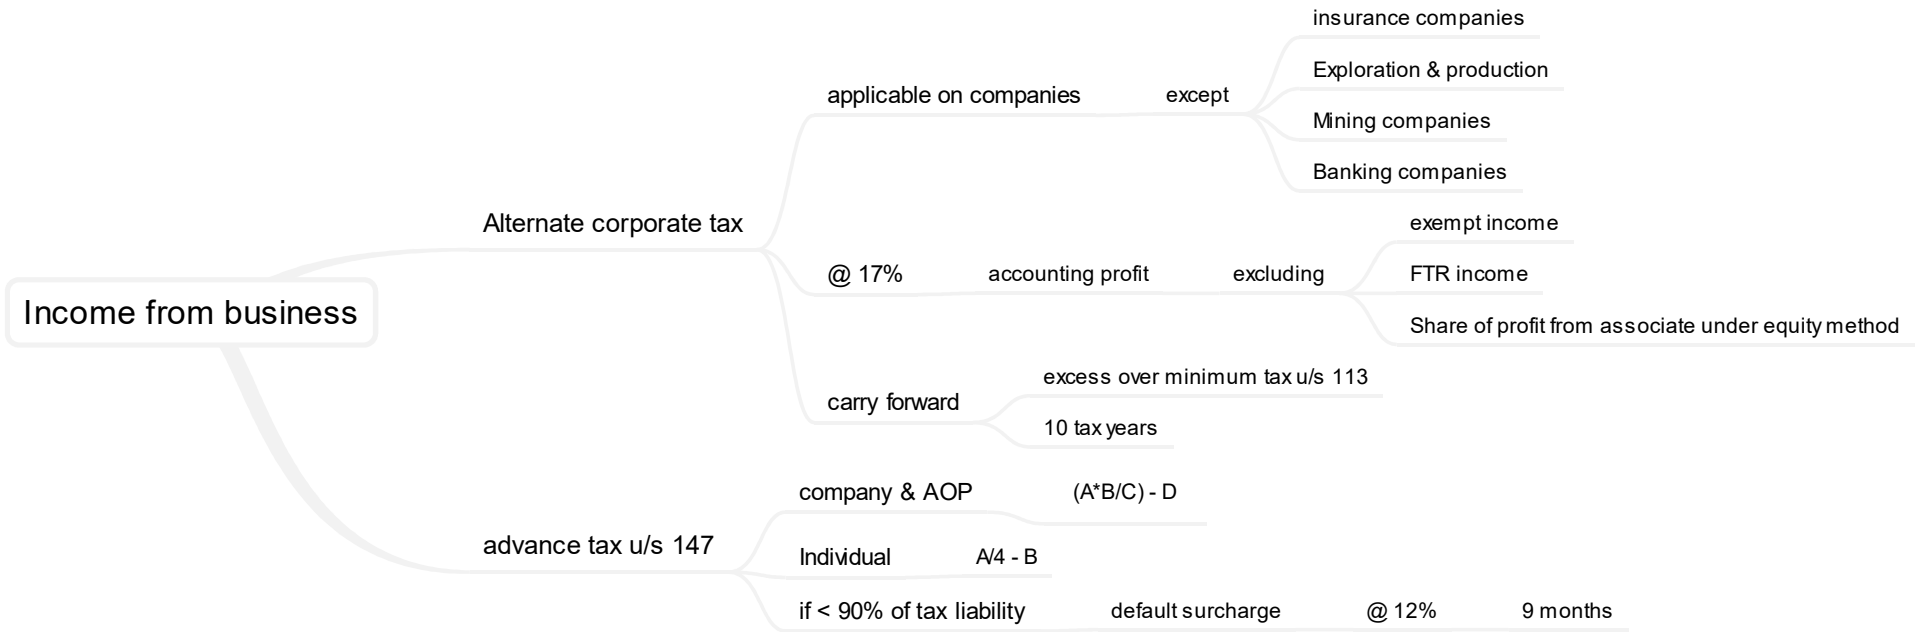 Income from business
Alternate corporate tax
applicable on companies
except
insurance companies
Exploration & production
Mining companies
Banking companies
@ 17%
accounting profit
excluding
exempt income
FTR income
Share of profit from associate under equity method
carry forward
excess over minimum tax u/s 113
10 tax years
advance tax u/s 147
company & AOP
(A*B/C) - D
Individual
A/4 - B
if < 90% of tax liability
default surcharge
@ 12%
9 months